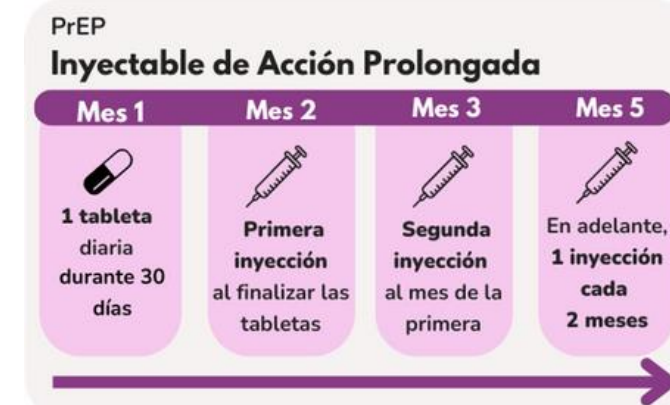 PrEP
Inyectable de Acción Prolongada
Mes 1
1 tableta
diaria
durante 30
días
Mes 2
Primera
inyección
al finalizar las
tabletas
Mes 3
Segunda
inyección
al mes de la
primera
Mes 5
En adelante,
1 inyección
cada
2 meses